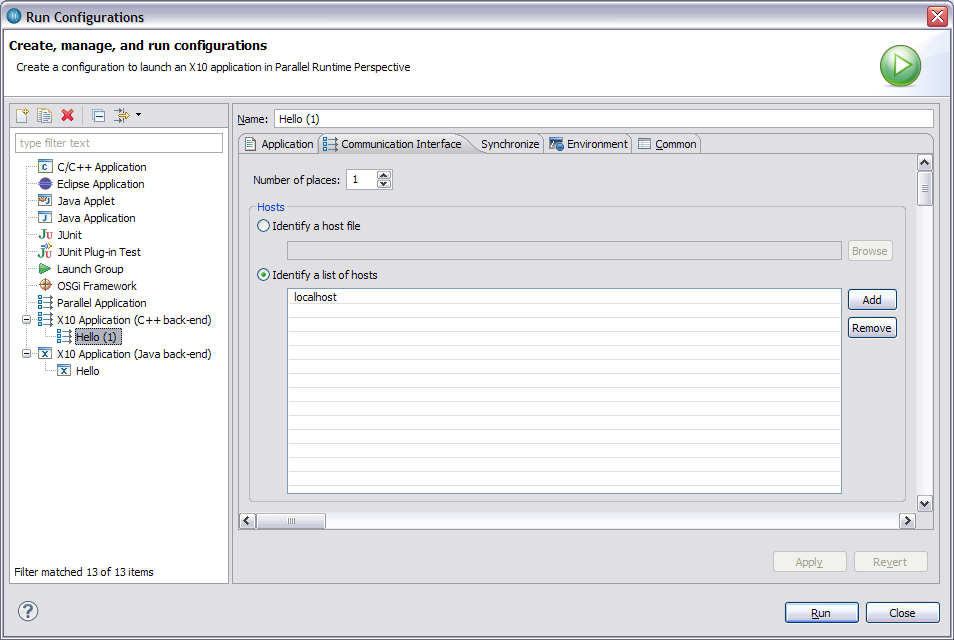 Run Configurations
Create, manage, and run configurations
Create a configuration to launch an X10 application in Parallel Runtime Perspective
type filter text
C/C++ Application
Eclipse Application
Java Applet
Java Application
JUnit
JUnit Plug-in Test
Launch Group
OSGi Framework
Parallel Application
X10 Application (C++ back-end)
Hello (1)
X10 Application (Java back-end)
Hello
Filter matched 13 of 13 items
Name: Hello (1)
Application Communication Interface Synchronize Environment Common
Number of places: 1
Hosts
Identify a host file
Browse
Identify a list of hosts
localhost
Add
Remove
Apply Revert
Run Close